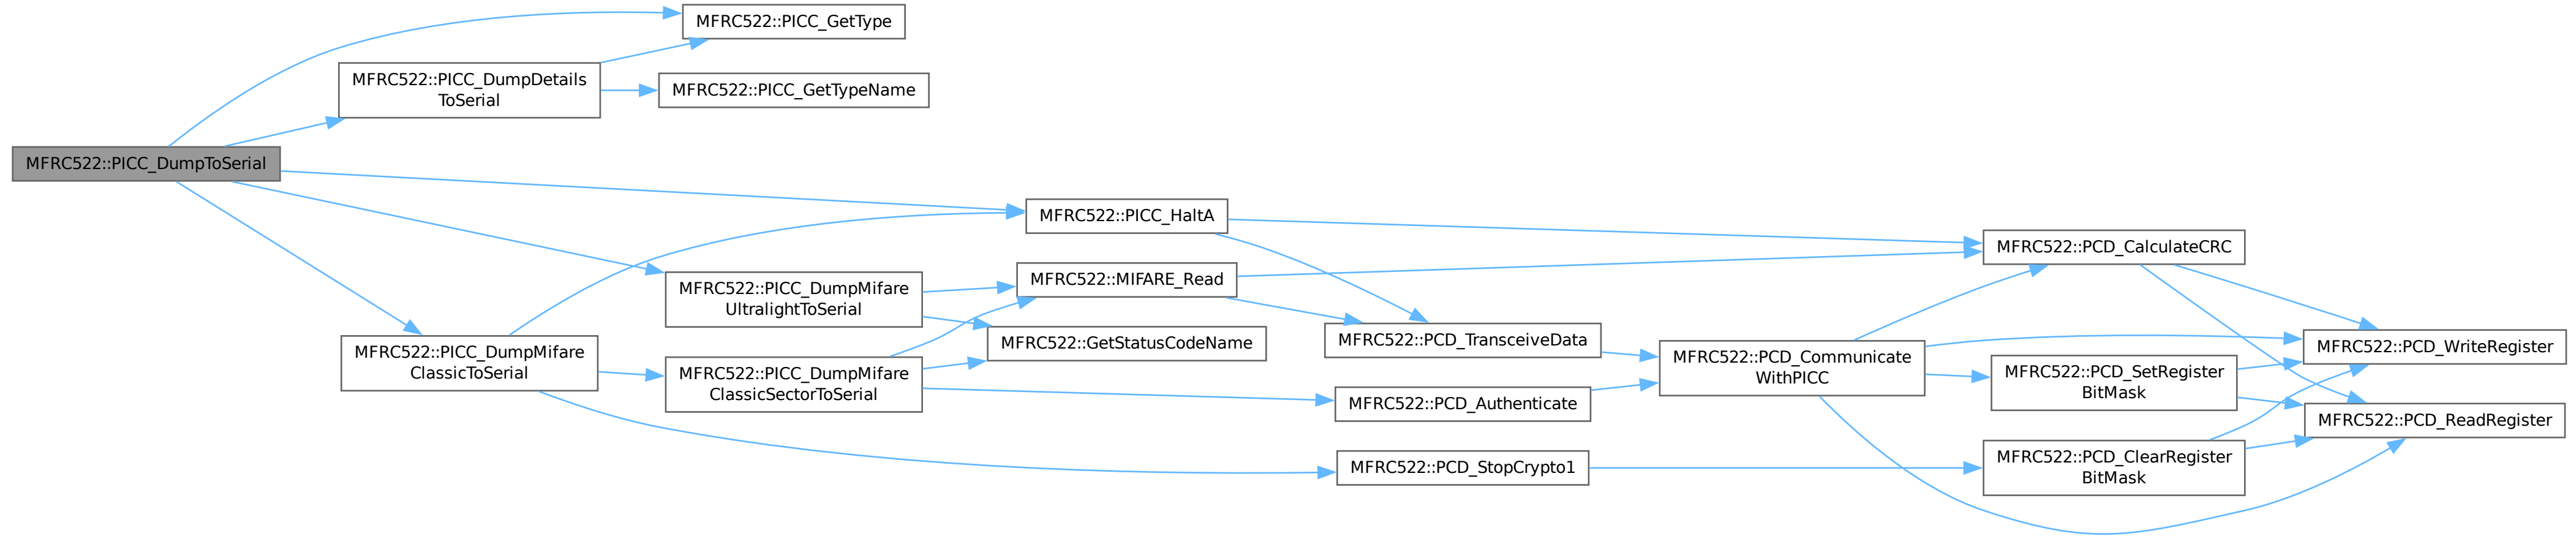 MFRC522::PICC_DumpToSerial
MFRC522::PICC_GetType
MFRC522::PICC_DumpDetails
ToSerial
MFRC522::PICC_GetTypeName
MFRC522::PICC_HaltA
MFRC522::PICC_DumpMifare
UltralightToSerial
MFRC522::MIFARE_Read
MFRC522::GetStatusCodeName
MFRC522::PICC_DumpMifare
ClassicToSerial
MFRC522::PICC_DumpMifare
ClassicSectorToSerial
MFRC522::PCD_TransceiveData
MFRC522::PCD_Authenticate
MFRC522::PCD_StopCrypto1
MFRC522::PCD_Communicate
WithPICC
MFRC522::PCD_CalculateCRC
MFRC522::PCD_SetRegister
BitMask
MFRC522::PCD_ClearRegister
BitMask
MFRC522::PCD_WriteRegister
MFRC522::PCD_ReadRegister